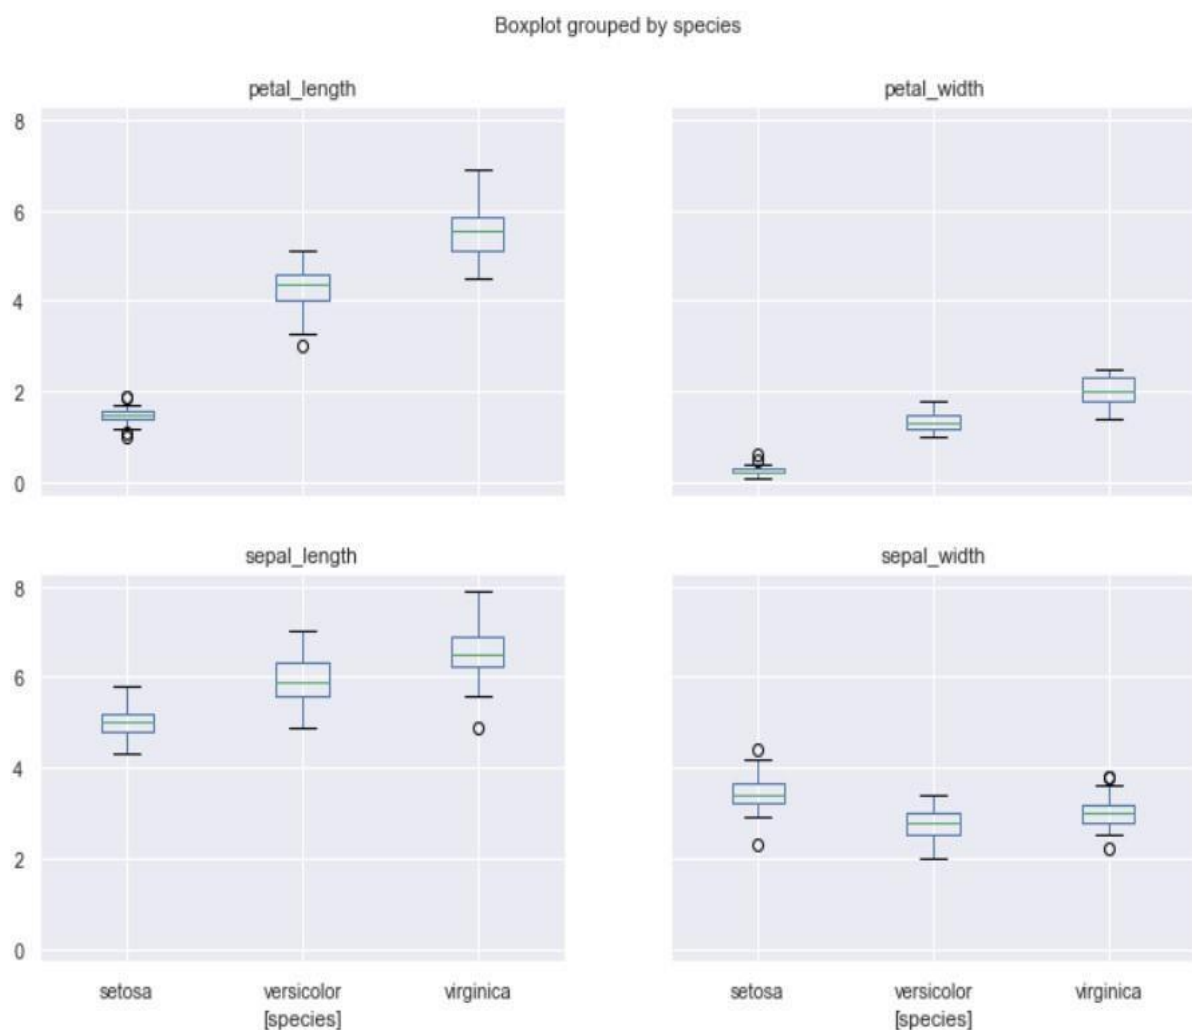 Boxplot grouped by species
petal_length
petal_width
8
6
4
2
0
sepal_length
sepal_width
8
6
4
2
0
setosa
versicolor
virginica
setosa
versicolor
virginica
[species]
[species]